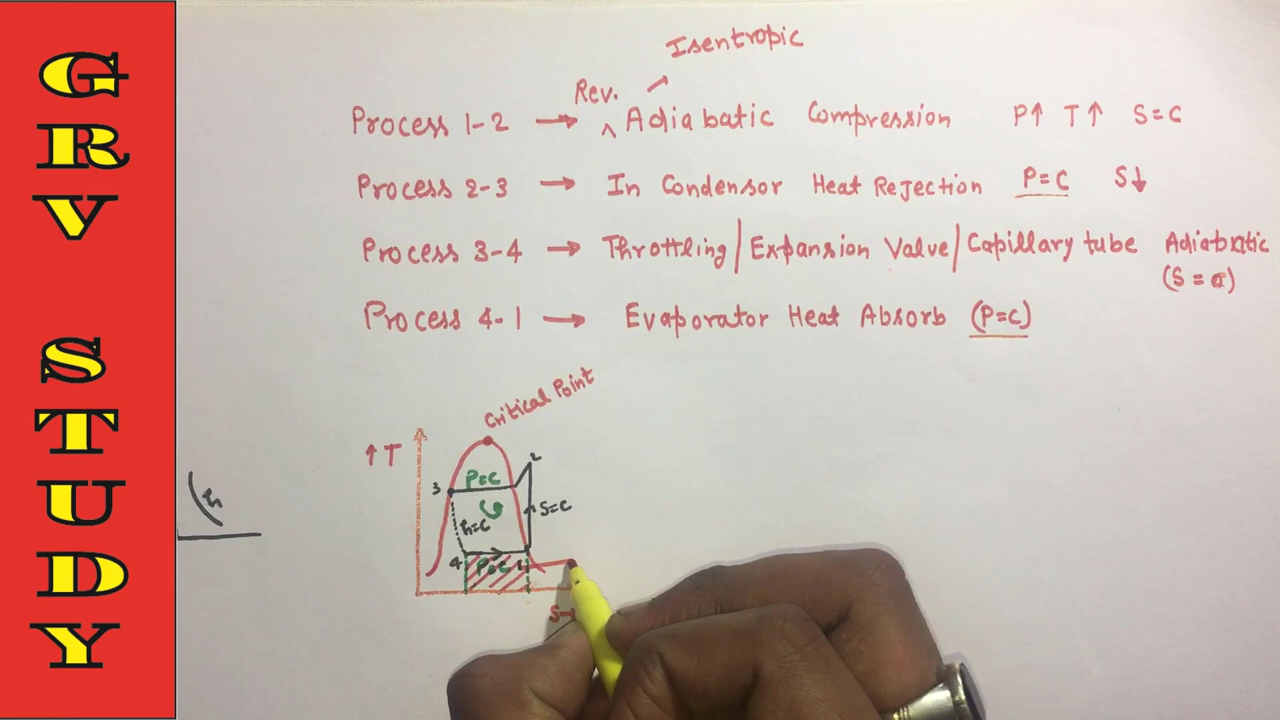 GRV STUDY
Isentropic
Rev.
Process 1-2 → ^ Adiabatic Compression P↑ T↑ S=C
Process 2-3 → In Condensor Heat Rejection P=C S↓
Process 3-4 → Throttling/Expansion Valve/Capillary tube Adiabatic
Process 4-1 → Evaporator Heat Absorb (P=C)
Critical Point
↑T
2
P=C
3
S=C
h=C
4 P=C 1
S→
(h